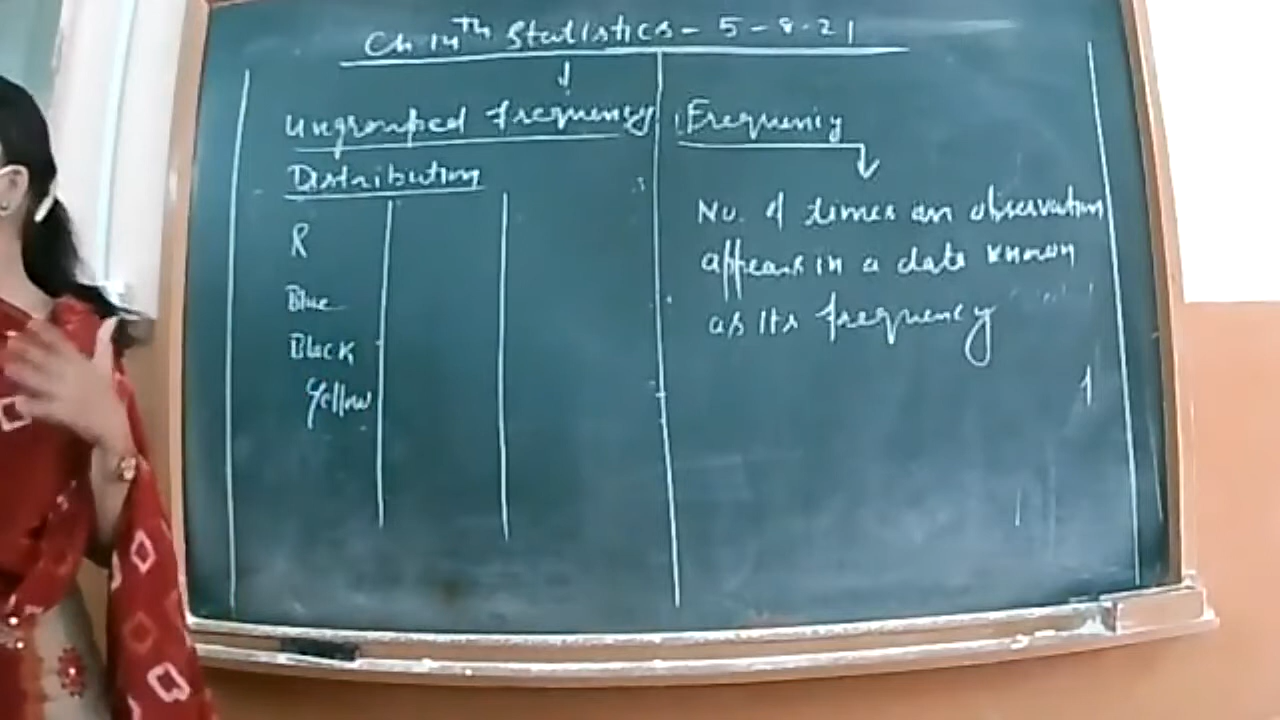 Ch 14th Statistics - 5-8-21
Ungrouped frequency
Distribution
R
Blue
Black
Yellow
Frequency
No. of times an observation
appears in a data known
as its frequency